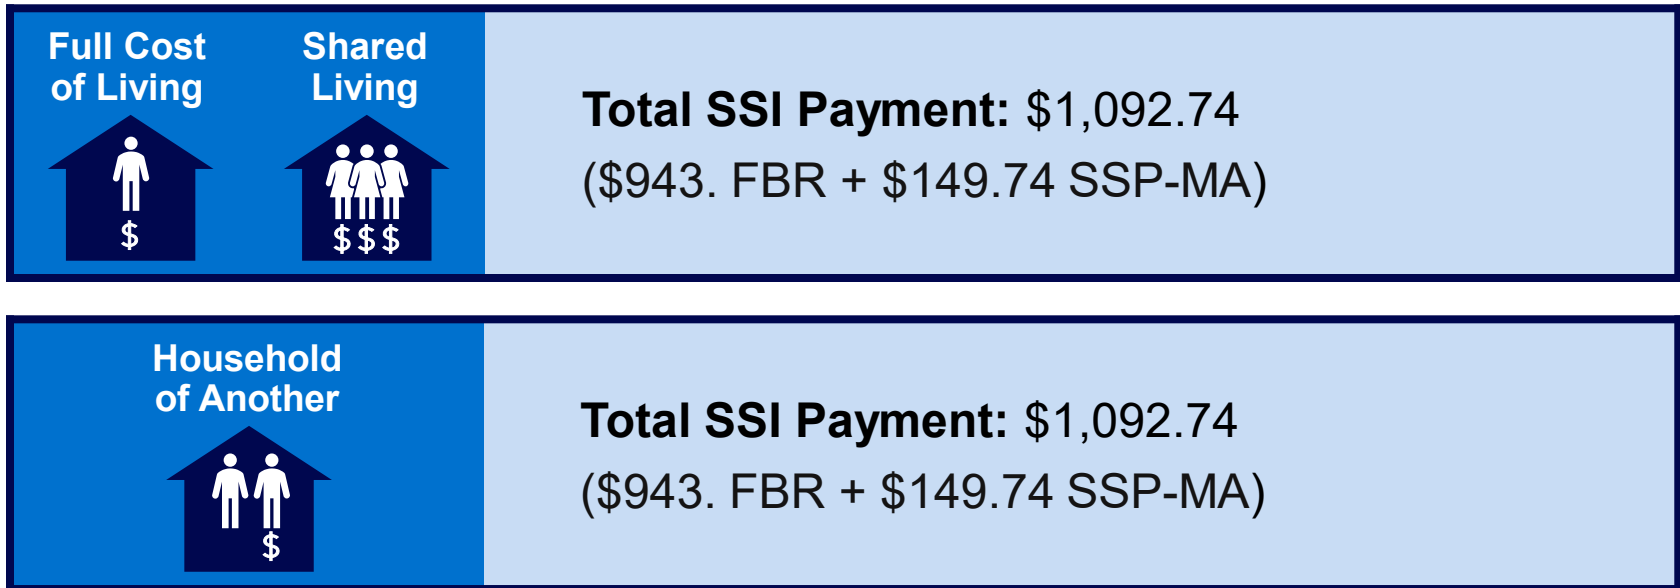 Full Cost
of Living
Shared
Living
$
$$$
Total SSI Payment: $1,092.74
($943. FBR + $149.74 SSP-MA)
Household
of Another
$
Total SSI Payment: $1,092.74
($943. FBR + $149.74 SSP-MA)